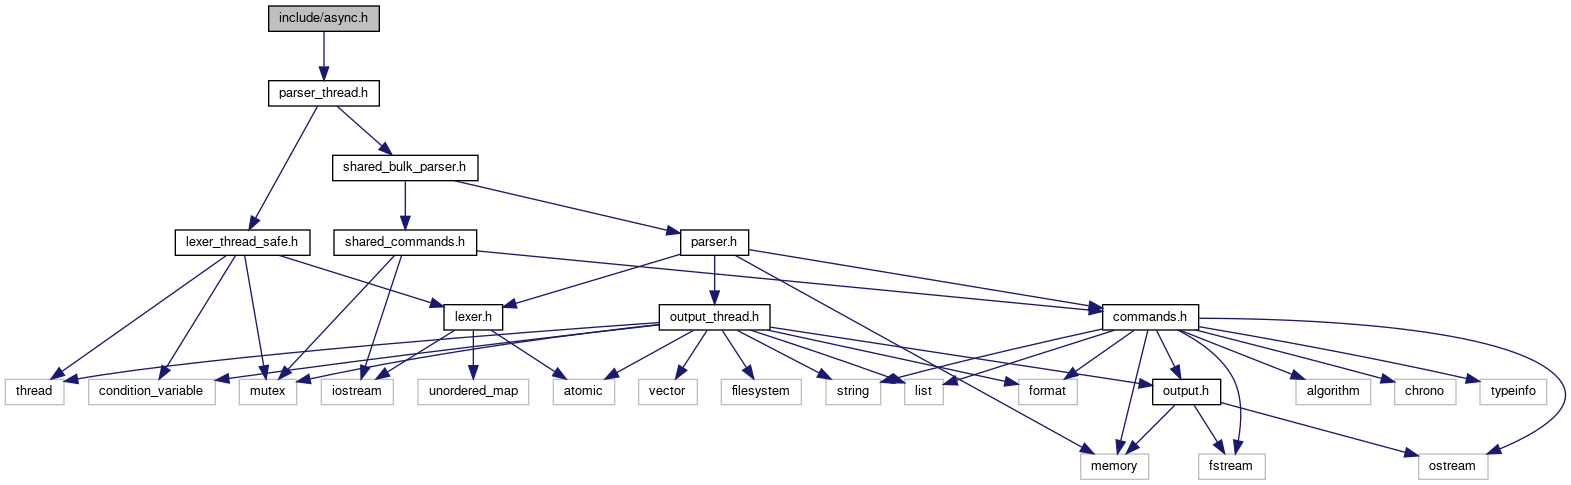 include/async.h
parser_thread.h
shared_bulk_parser.h
lexer_thread_safe.h
shared_commands.h
parser.h
lexer.h
output_thread.h
commands.h
thread
condition_variable
mutex
iostream
unordered_map
atomic
vector
filesystem
string
list
format
output.h
algorithm
chrono
typeinfo
memory
fstream
ostream